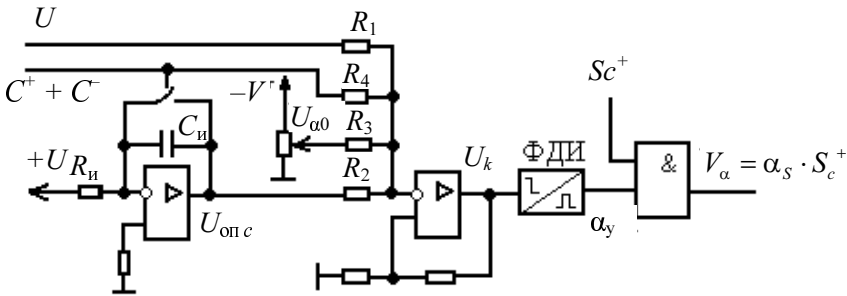 U
R₁
C⁺ + C⁻
R₄
Sc⁺
–V
Uα0
Cи
R₃
Uk
ФДИ
&
Vα = αS · Sc⁺
+U
Rи
R₂
Uоп c
αу